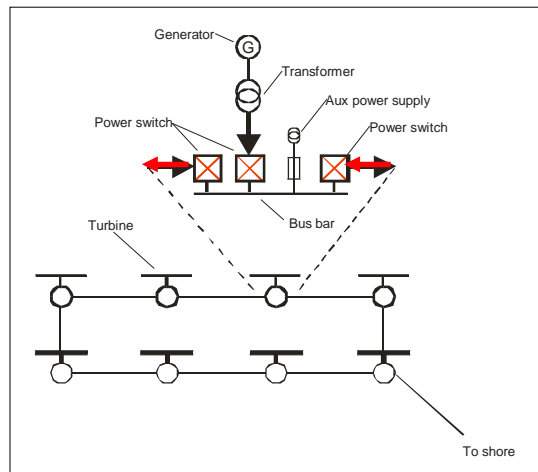 Generator
G
Transformer
Aux power supply
Power switch
Power switch
Bus bar
Turbine
To shore